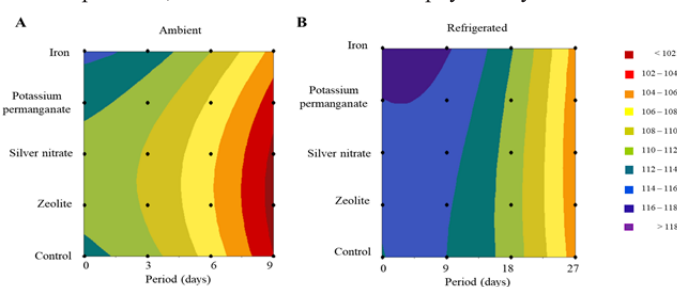 A
Ambient
Iron
Potassium
permanganate
Silver nitrate
Zeolite
Control
0 3 6 9
Period (days)
B
Refrigerated
Iron
Potassium
permanganate
Silver nitrate
Zeolite
Control
0 9 18 27
Period (days)
< 102
102 – 104
104 – 106
106 – 108
108 – 110
110 – 112
112 – 114
114 – 116
116 – 118
> 118